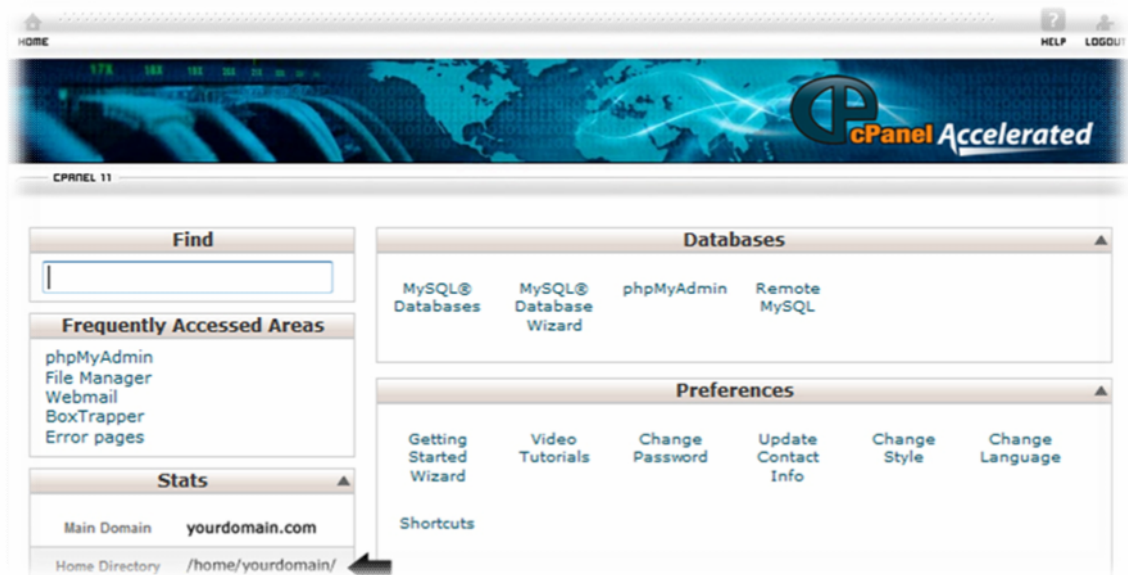 HOME
HELP
LOGOUT
cPanel Accelerated
CPANEL 11
Find
Frequently Accessed Areas
phpMyAdmin
File Manager
Webmail
BoxTrapper
Error pages
Stats
Main Domain yourdomain.com
Home Directory /home/yourdomain/
Databases
MySQL®
Databases
MySQL®
Database
Wizard
phpMyAdmin
Remote
MySQL
Preferences
Getting
Started
Wizard
Video
Tutorials
Change
Password
Update
Contact
Info
Change
Style
Change
Language
Shortcuts